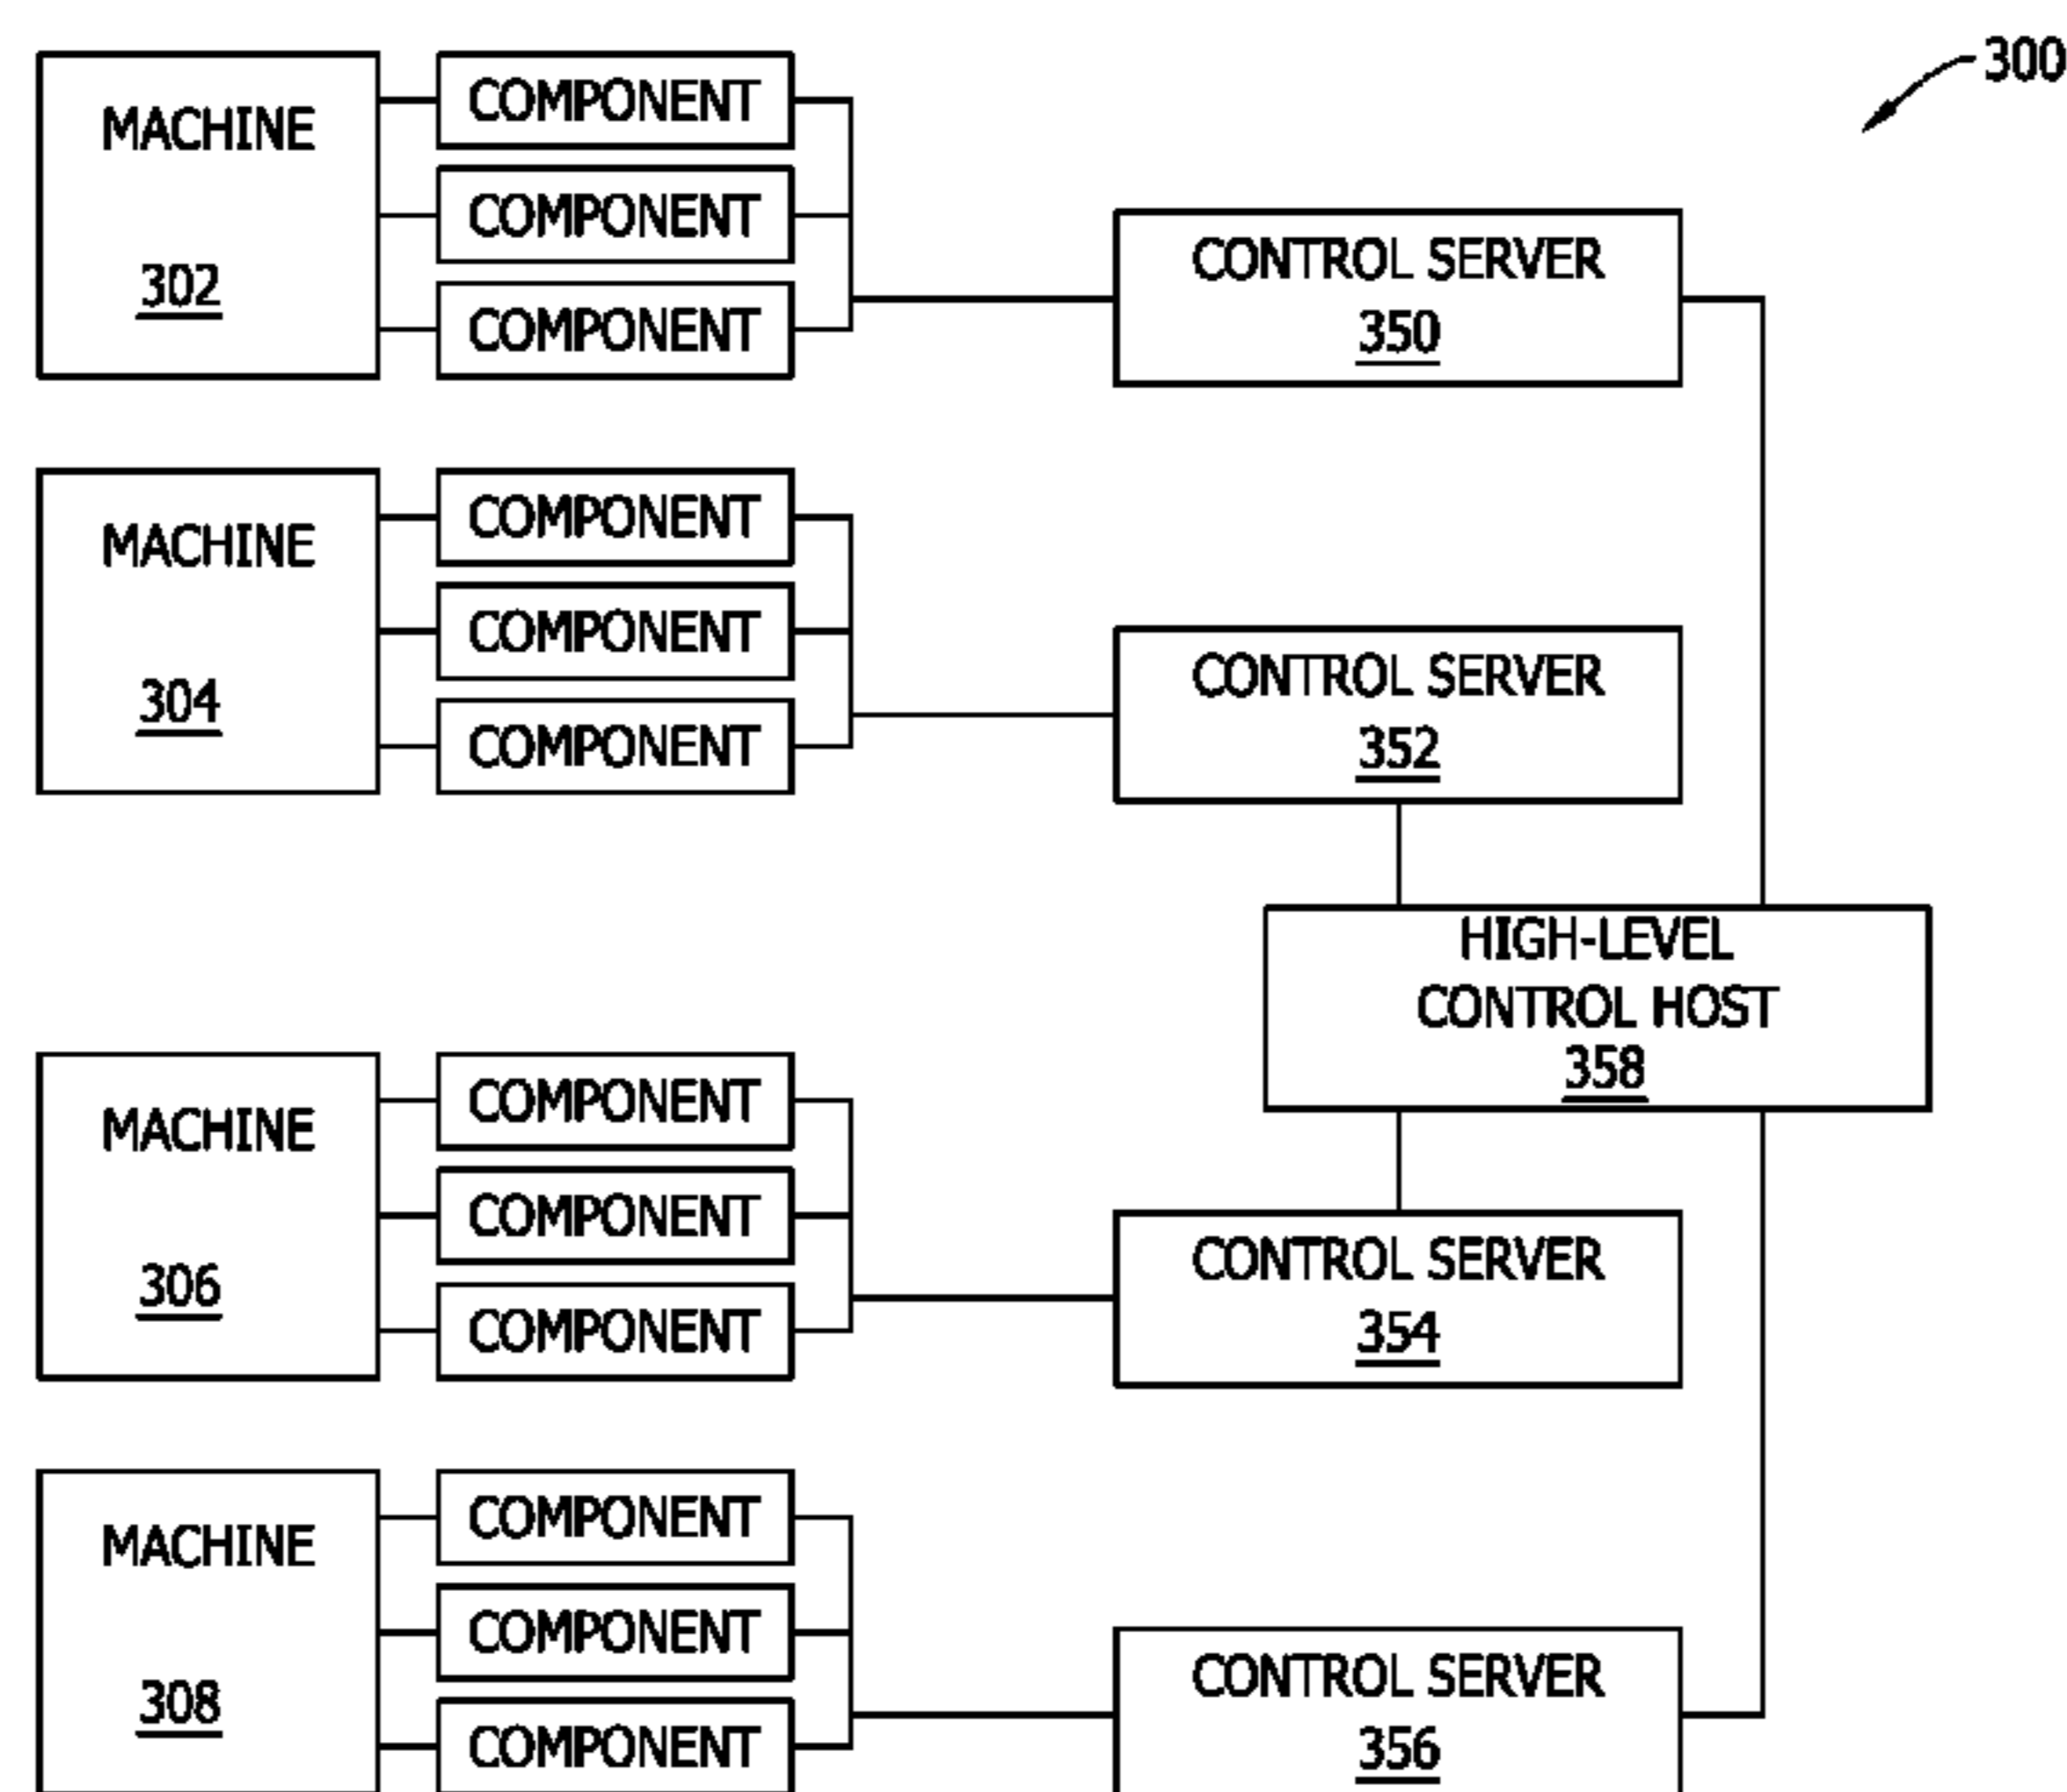 300
MACHINE
302
COMPONENT
COMPONENT
COMPONENT
CONTROL SERVER
350
MACHINE
304
COMPONENT
COMPONENT
COMPONENT
CONTROL SERVER
352
HIGH-LEVEL
CONTROL HOST
358
MACHINE
306
COMPONENT
COMPONENT
COMPONENT
CONTROL SERVER
354
MACHINE
308
COMPONENT
COMPONENT
COMPONENT
CONTROL SERVER
356